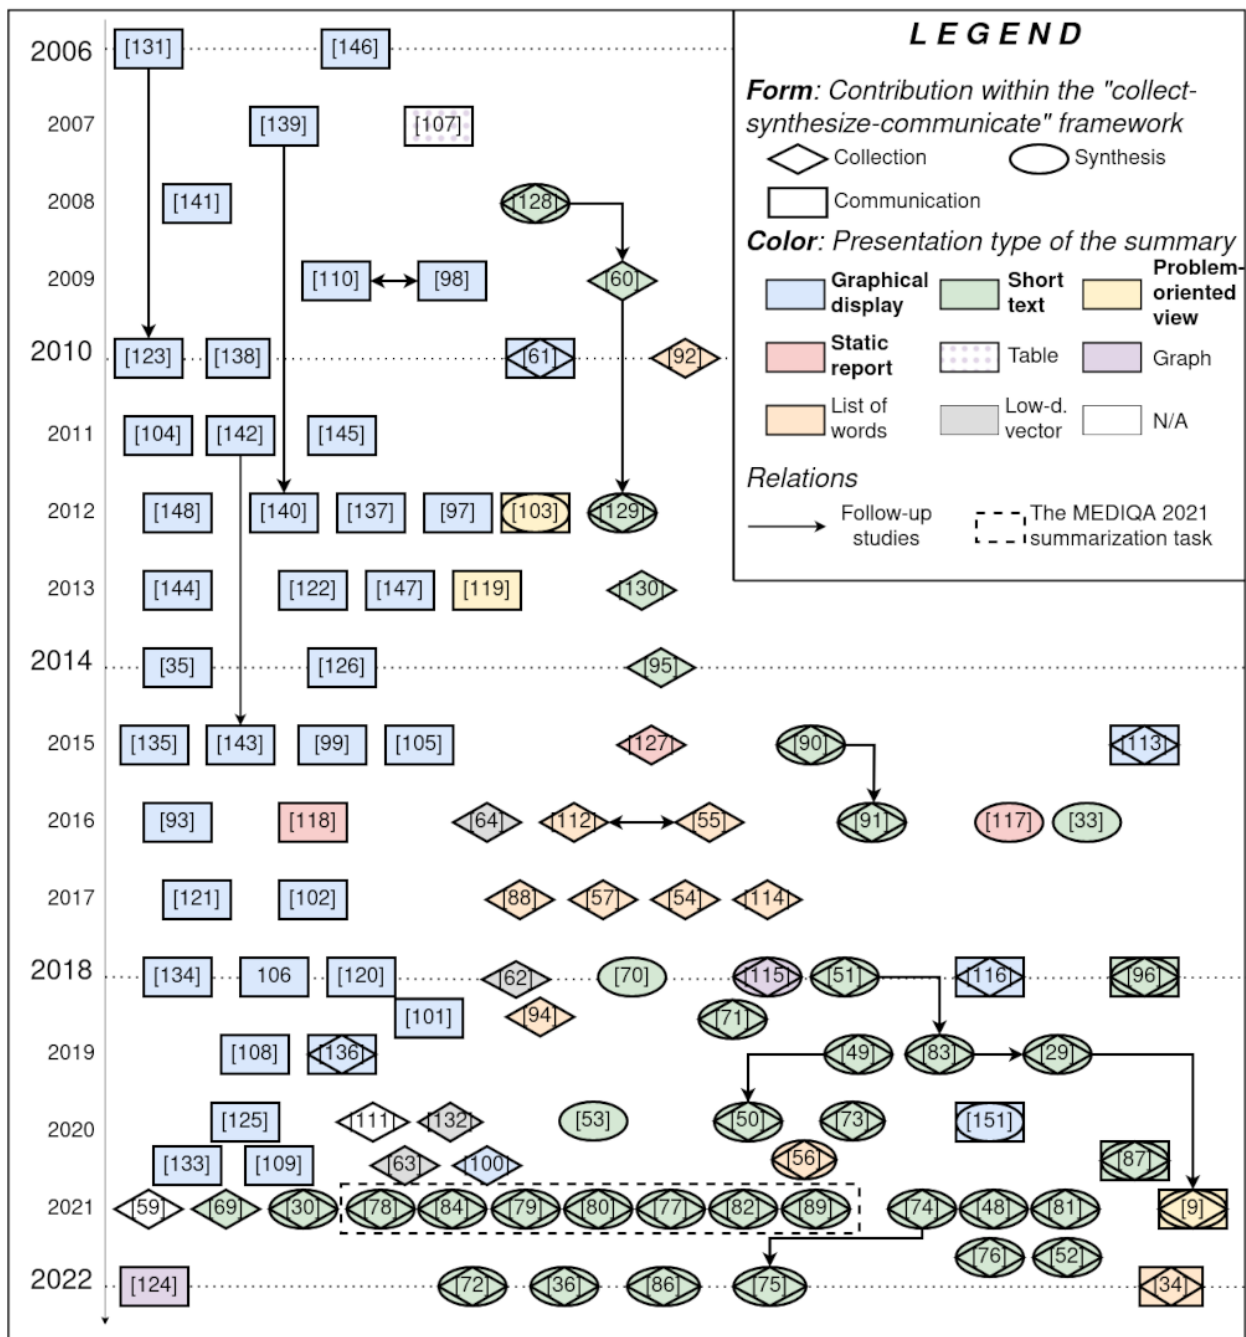 LEGEND
Form: Contribution within the "collect-
synthesize-communicate" framework
Collection Synthesis
Communication
Color: Presentation type of the summary
Graphical
display
Short
text
Problem-
oriented
view
Static
report
Table
Graph
List of
words
Low-d.
vector
N/A
Relations
Follow-up
studies
The MEDIQA 2021
summarization task
2006 [131] [146]
2007 [139] [107]
2008 [141] [128]
2009 [110] [98] [60]
2010 [123] [138] [61] [92]
2011 [104] [142] [145]
2012 [148] [140] [137] [97] [103] [129]
2013 [144] [122] [147] [119] [130]
2014 [35] [126] [95]
2015 [135] [143] [99] [105] [127] [90] [113]
2016 [93] [118] [64] [112] [55] [91] [117] [33]
2017 [121] [102] [88] [57] [54] [114]
2018 [134] 106 [120] [62] [70] [115] [51] [116] [96]
[101] [94] [71]
2019 [108] [136] [49] [83] [29]
2020 [125] [111] [132] [53] [50] [73] [151]
[133] [109] [63] [100] [56] [87]
2021 [59] [69] [30] [78] [84] [79] [80] [77] [82] [89] [74] [48] [81] [9]
[76] [52]
2022 [124] [72] [36] [86] [75] [34]